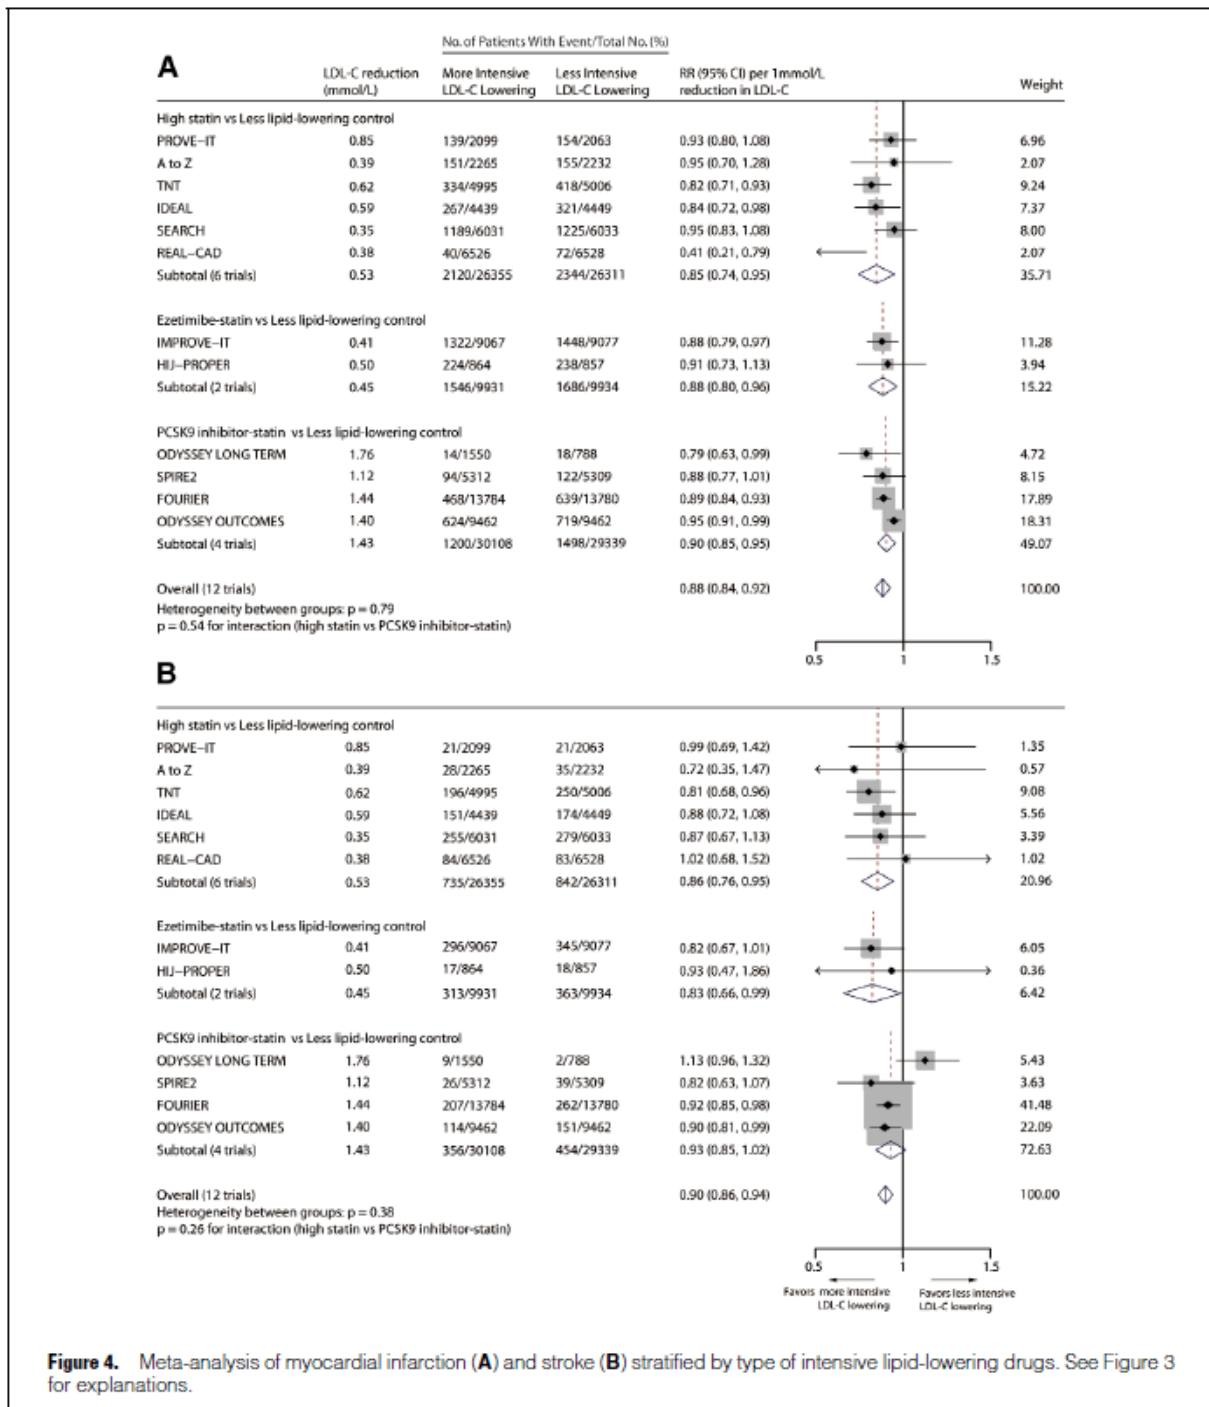 No. of Patients With Event/Total No. (%)
A
LDL-C reduction (mmol/L) More Intensive LDL-C Lowering Less Intensive LDL-C Lowering RR (95% CI) per 1mmol/L reduction in LDL-C Weight
High statin vs Less lipid-lowering control
PROVE-IT 0.85 139/2099 154/2063 0.93 (0.80, 1.08) 6.96
A to Z 0.39 151/2265 155/2232 0.95 (0.70, 1.28) 2.07
TNT 0.62 334/4995 418/5006 0.82 (0.71, 0.93) 9.24
IDEAL 0.59 267/4439 321/4449 0.84 (0.72, 0.98) 7.37
SEARCH 0.35 1189/6031 1225/6033 0.95 (0.83, 1.08) 8.00
REAL-CAD 0.38 40/6526 72/6528 0.41 (0.21, 0.79) 2.07
Subtotal (6 trials) 0.53 2120/26355 2344/26311 0.85 (0.74, 0.95) 35.71
Ezetimibe-statin vs Less lipid-lowering control
IMPROVE-IT 0.41 1322/9067 1448/9077 0.88 (0.79, 0.97) 11.28
HIJ-PROPER 0.50 224/864 238/857 0.91 (0.73, 1.13) 3.94
Subtotal (2 trials) 0.45 1546/9931 1686/9934 0.88 (0.80, 0.96) 15.22
PCSK9 inhibitor-statin vs Less lipid-lowering control
ODYSSEY LONG TERM 1.76 14/1550 18/788 0.79 (0.63, 0.99) 4.72
SPIRE2 1.12 94/5312 122/5309 0.88 (0.77, 1.01) 8.15
FOURIER 1.44 468/13784 639/13780 0.89 (0.84, 0.93) 17.89
ODYSSEY OUTCOMES 1.40 624/9462 719/9462 0.95 (0.91, 0.99) 18.31
Subtotal (4 trials) 1.43 1200/30108 1498/29339 0.90 (0.85, 0.95) 49.07
Overall (12 trials) 0.88 (0.84, 0.92) 100.00
Heterogeneity between groups: p = 0.79
p = 0.54 for interaction (high statin vs PCSK9 inhibitor-statin)
0.5 1 1.5
B
High statin vs Less lipid-lowering control
PROVE-IT 0.85 21/2099 21/2063 0.99 (0.69, 1.42) 1.35
A to Z 0.39 28/2265 35/2232 0.72 (0.35, 1.47) 0.57
TNT 0.62 196/4995 250/5006 0.81 (0.68, 0.96) 9.08
IDEAL 0.59 151/4439 174/4449 0.88 (0.72, 1.08) 5.56
SEARCH 0.35 255/6031 279/6033 0.87 (0.67, 1.13) 3.39
REAL-CAD 0.38 84/6526 83/6528 1.02 (0.68, 1.52) 1.02
Subtotal (6 trials) 0.53 735/26355 842/26311 0.86 (0.76, 0.95) 20.96
Ezetimibe-statin vs Less lipid-lowering control
IMPROVE-IT 0.41 296/9067 345/9077 0.82 (0.67, 1.01) 6.05
HIJ-PROPER 0.50 17/864 18/857 0.93 (0.47, 1.86) 0.36
Subtotal (2 trials) 0.45 313/9931 363/9934 0.83 (0.66, 0.99) 6.42
PCSK9 inhibitor-statin vs Less lipid-lowering control
ODYSSEY LONG TERM 1.76 9/1550 2/788 1.13 (0.96, 1.32) 5.43
SPIRE2 1.12 26/5312 39/5309 0.82 (0.63, 1.07) 3.63
FOURIER 1.44 207/13784 262/13780 0.92 (0.85, 0.98) 41.48
ODYSSEY OUTCOMES 1.40 114/9462 151/9462 0.90 (0.81, 0.99) 22.09
Subtotal (4 trials) 1.43 356/30108 454/29339 0.93 (0.85, 1.02) 72.63
Overall (12 trials) 0.90 (0.86, 0.94) 100.00
Heterogeneity between groups: p = 0.38
p = 0.26 for interaction (high statin vs PCSK9 inhibitor-statin)
0.5 1 1.5
Favors more intensive LDL-C lowering Favors less intensive LDL-C lowering
Figure 4. Meta-analysis of myocardial infarction (A) and stroke (B) stratified by type of intensive lipid-lowering drugs. See Figure 3
for explanations.